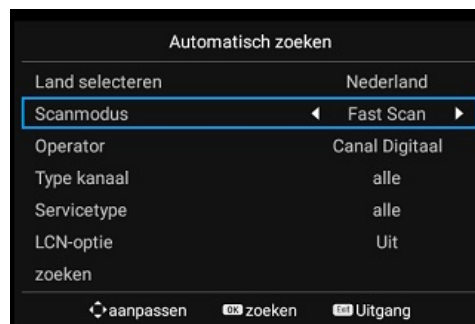 Automatisch zoeken
Land selecteren Nederland
Scanmodus Fast Scan
Operator Canal Digitaal
Type kanaal alle
Servicetype alle
LCN-optie Uit
zoeken
aanpassen OK zoeken Exit Uitgang